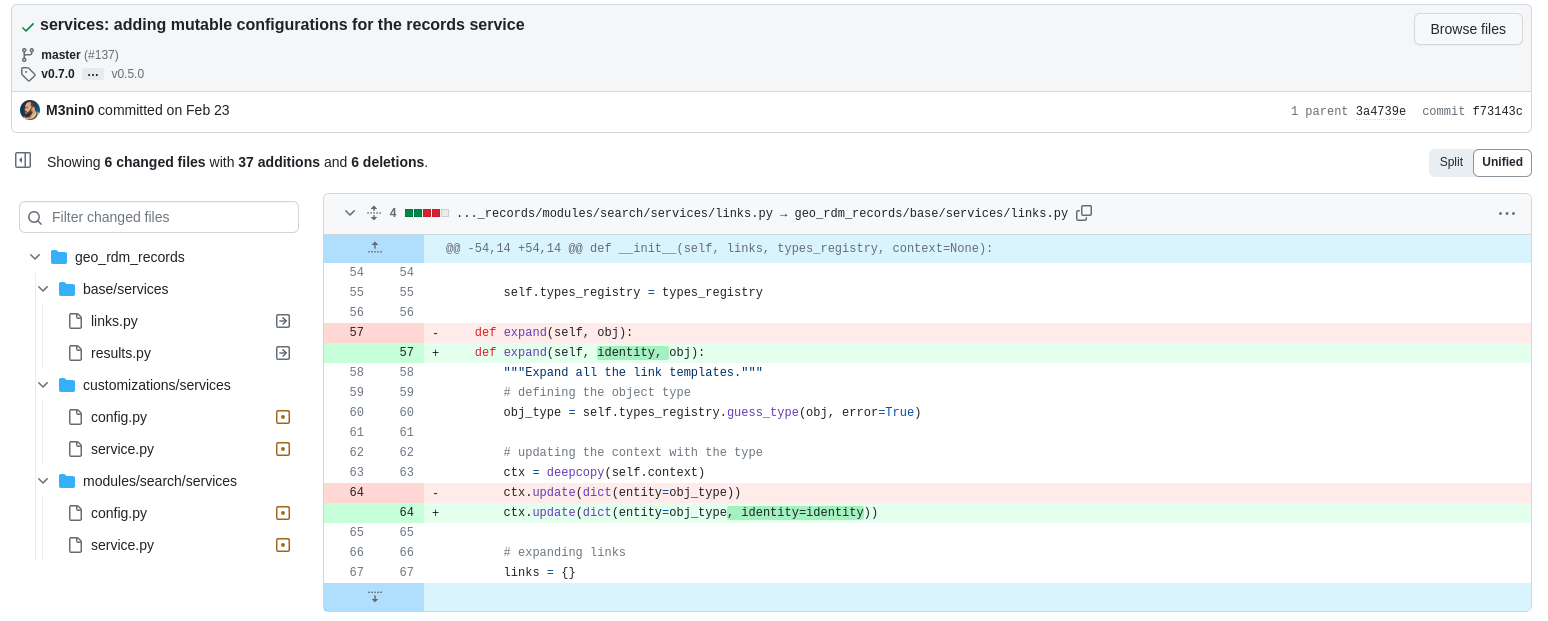 services: adding mutable configurations for the records service
Browse files
master (#137)
v0.7.0 ... v0.5.0
M3nin0 committed on Feb 23
1 parent 3a4739e commit f73143c
Showing 6 changed files with 37 additions and 6 deletions.
Split Unified
Filter changed files
geo_rdm_records
base/services
links.py
results.py
customizations/services
config.py
service.py
modules/search/services
config.py
service.py
4 ..._records/modules/search/services/links.py → geo_rdm_records/base/services/links.py
@@ -54,14 +54,14 @@ def __init__(self, links, types_registry, context=None):
54 54
55 55 self.types_registry = types_registry
56 56
57 - def expand(self, obj):
57 + def expand(self, identity, obj):
58 58 """Expand all the link templates."""
59 59 # defining the object type
60 60 obj_type = self.types_registry.guess_type(obj, error=True)
61 61
62 62 # updating the context with the type
63 63 ctx = deepcopy(self.context)
64 - ctx.update(dict(entity=obj_type))
64 + ctx.update(dict(entity=obj_type, identity=identity))
65 65
66 66 # expanding links
67 67 links = {}